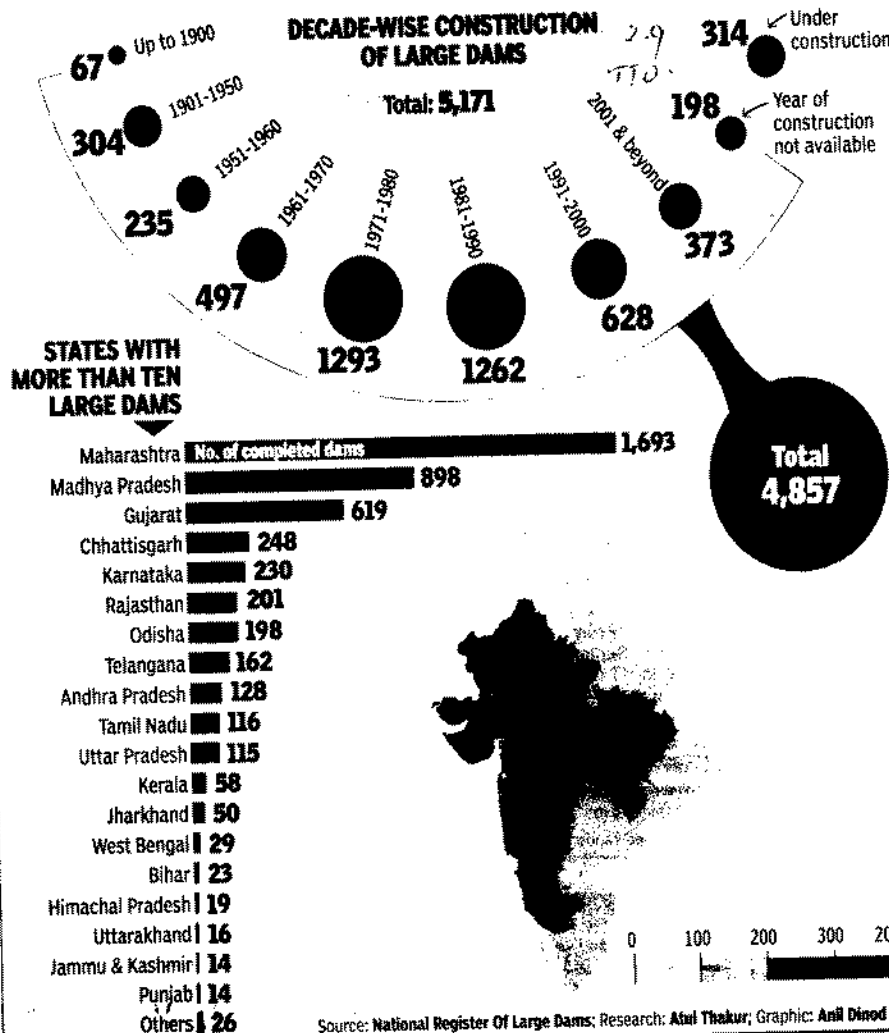 DECADE-WISE CONSTRUCTION
OF LARGE DAMS
Total: 5,171
67 Up to 1900
304 1901-1950
235 1951-1960
497 1961-1970
1293 1971-1980
1262 1981-1990
628 1991-2000
373 2001 & beyond
198 Year of
construction
not available
314 Under
construction
Total
4,857
STATES WITH
MORE THAN TEN
LARGE DAMS
No. of completed dams
Maharashtra 1,693
Madhya Pradesh 898
Gujarat 619
Chhattisgarh 248
Karnataka 230
Rajasthan 201
Odisha 198
Telangana 162
Andhra Pradesh 128
Tamil Nadu 116
Uttar Pradesh 115
Kerala 58
Jharkhand 50
West Bengal 29
Bihar 23
Himachal Pradesh 19
Uttarakhand 16
Jammu & Kashmir 14
Punjab 14
Others 26
0 100 200 300 20
Source: National Register Of Large Dams; Research: Atul Thakur; Graphic: Anil Dinod